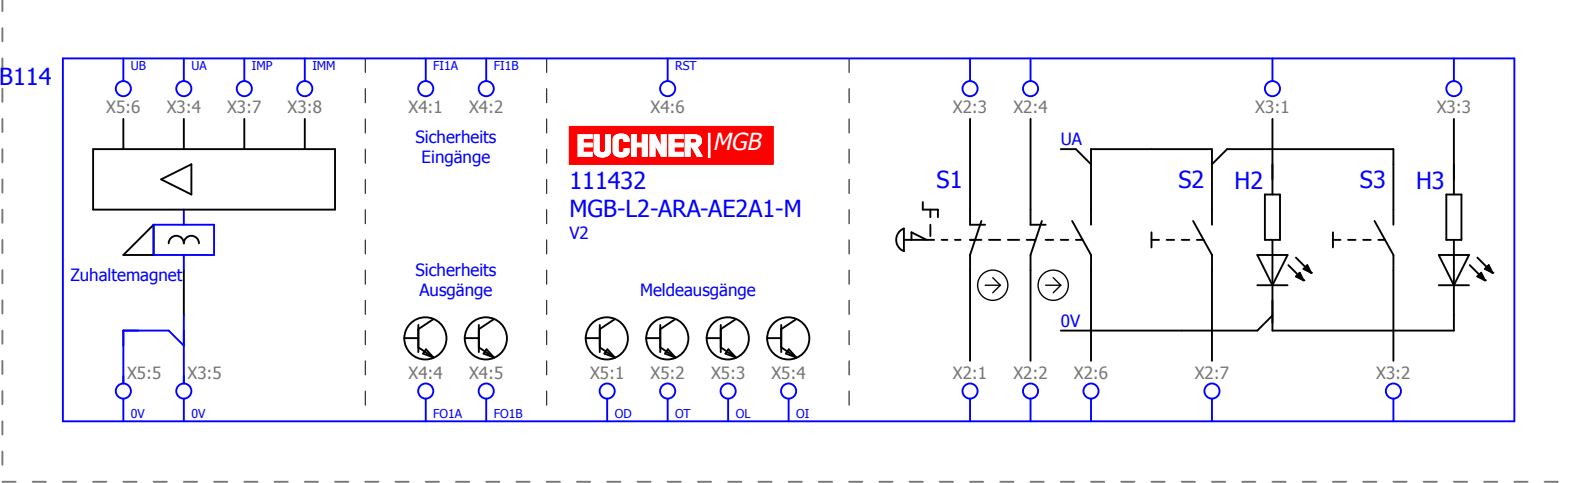 UB UA IMP IMM FI1A FI1B RST
B114
X5:6 X3:4 X3:7 X3:8 X4:1 X4:2 X4:6 X2:3 X2:4 X3:1 X3:3
Sicherheits
Eingänge
EUCHNER MGB
UA
111432
S1 S2 H2 S3 H3
MGB-L2-ARA-AE2A1-M
V2
Zuhaltemagnet
Sicherheits
Ausgänge
Meldeausgänge
0V
X5:5 X3:5 X4:4 X4:5 X5:1 X5:2 X5:3 X5:4 X2:1 X2:2 X2:6 X2:7 X3:2
0V 0V FO1A FO1B OD OT OL OI